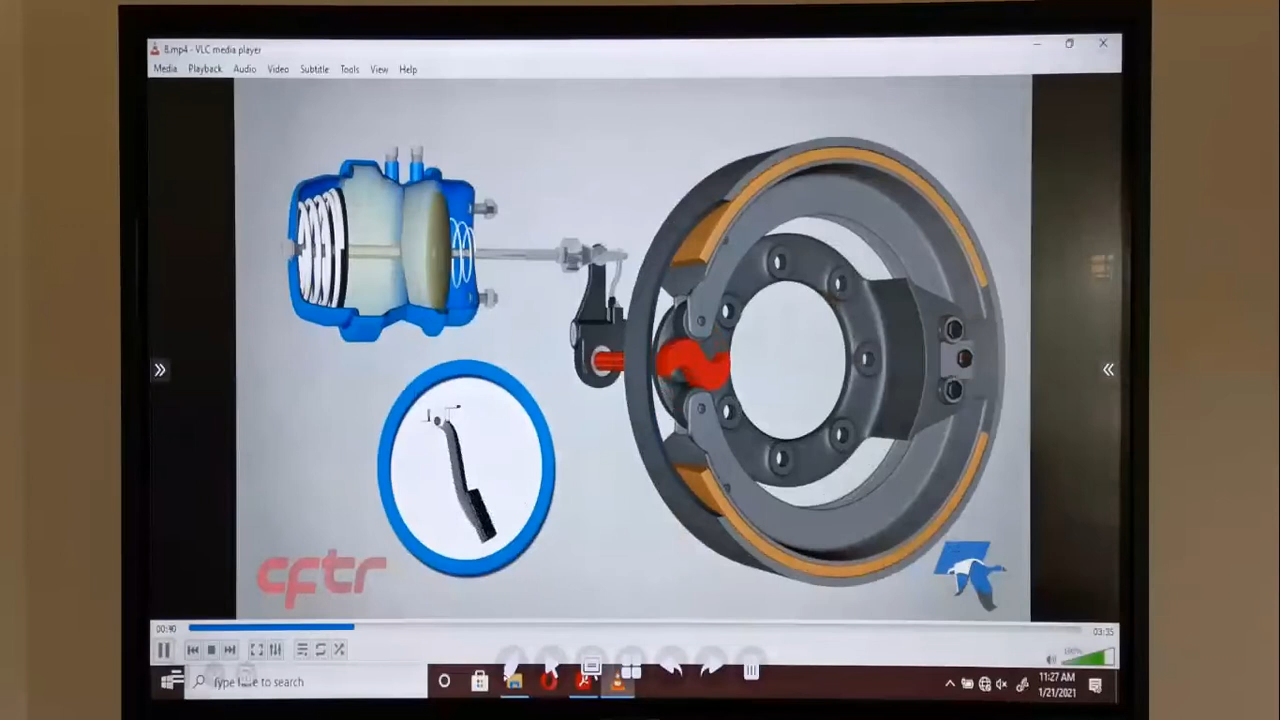 8.mp4 - VLC media player
Media Playback Audio Video Subtitle Tools View Help
cftr
00:40
03:35
100%
Type here to search
11:27 AM
1/21/2021